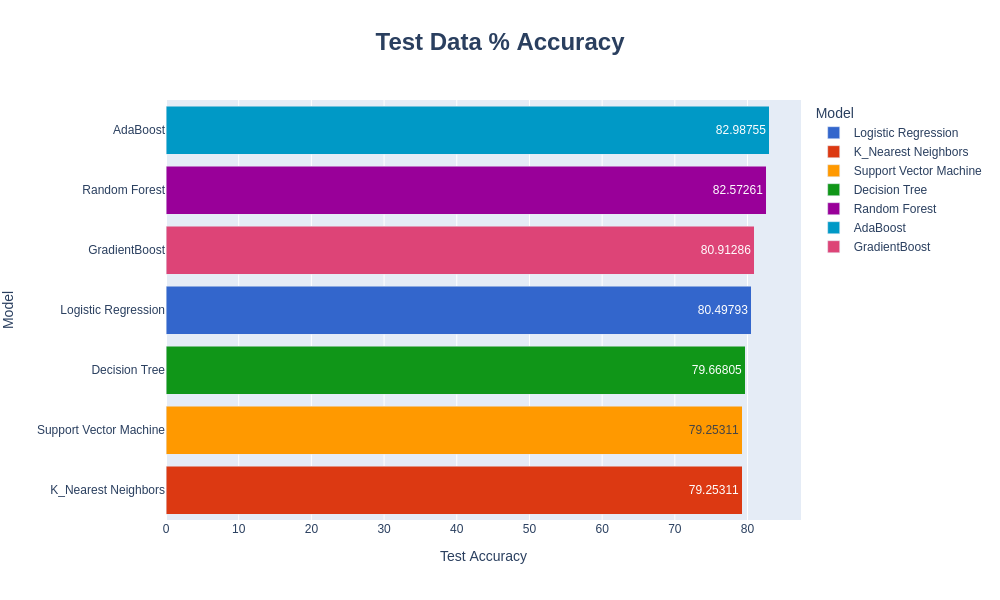 Test Data % Accuracy
Model
AdaBoost
82.98755
Random Forest
82.57261
GradientBoost
80.91286
Logistic Regression
80.49793
Decision Tree
79.66805
Support Vector Machine
79.25311
K_Nearest Neighbors
79.25311
0 10 20 30 40 50 60 70 80
Test Accuracy
Model
Logistic Regression
K_Nearest Neighbors
Support Vector Machine
Decision Tree
Random Forest
AdaBoost
GradientBoost